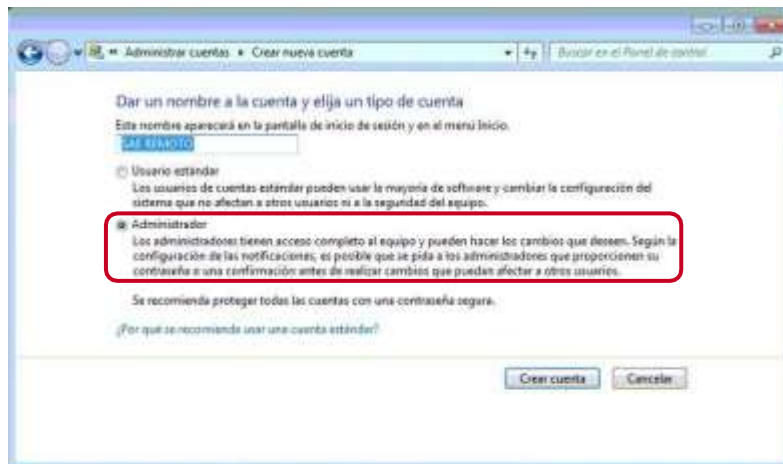 « Administrar cuentas ▸ Crear nueva cuenta
Buscar en el Panel de control
Dar un nombre a la cuenta y elija un tipo de cuenta
Este nombre aparecerá en la pantalla de inicio de sesión y en el menú Inicio.
SAE REMOTO
Usuario estándar
Los usuarios de cuentas estándar pueden usar la mayoría de software y cambiar la configuración del
sistema que no afecten a otros usuarios ni a la seguridad del equipo.
Administrador
Los administradores tienen acceso completo al equipo y pueden hacer los cambios que deseen. Según la
configuración de las notificaciones, es posible que se pida a los administradores que proporcionen su
contraseña o una confirmación antes de realizar cambios que puedan afectar a otros usuarios.
Se recomienda proteger todas las cuentas con una contraseña segura.
¿Por qué se recomienda usar una cuenta estándar?
Crear cuenta
Cancelar